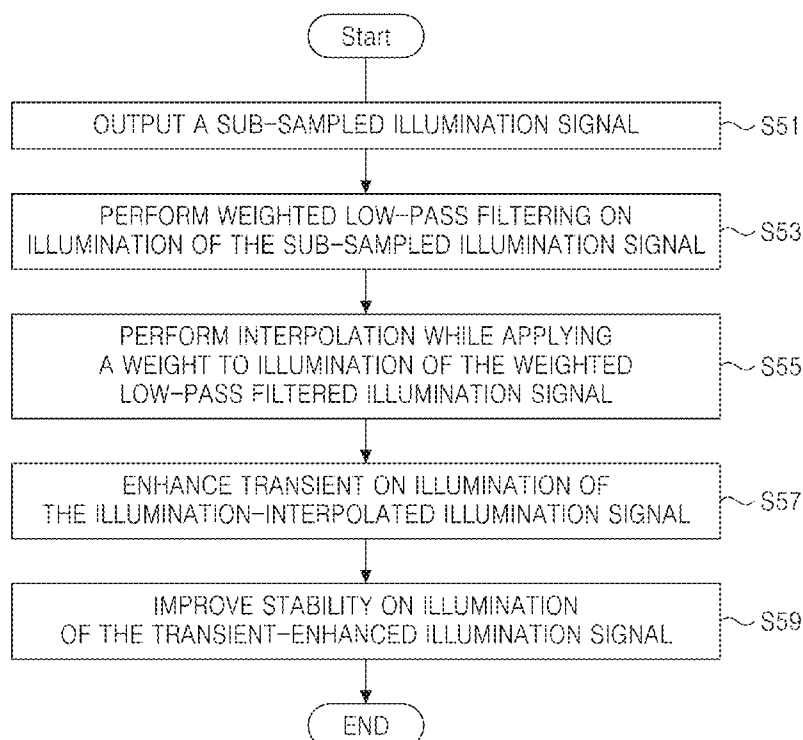 Start
OUTPUT A SUB-SAMPLED ILLUMINATION SIGNAL
S51
PERFORM WEIGHTED LOW-PASS FILTERING ON
ILLUMINATION OF THE SUB-SAMPLED ILLUMINATION SIGNAL
S53
PERFORM INTERPOLATION WHILE APPLYING
A WEIGHT TO ILLUMINATION OF THE WEIGHTED
LOW-PASS FILTERED ILLUMINATION SIGNAL
S55
ENHANCE TRANSIENT ON ILLUMINATION OF
THE ILLUMINATION-INTERPOLATED ILLUMINATION SIGNAL
S57
IMPROVE STABILITY ON ILLUMINATION
OF THE TRANSIENT-ENHANCED ILLUMINATION SIGNAL
S59
END